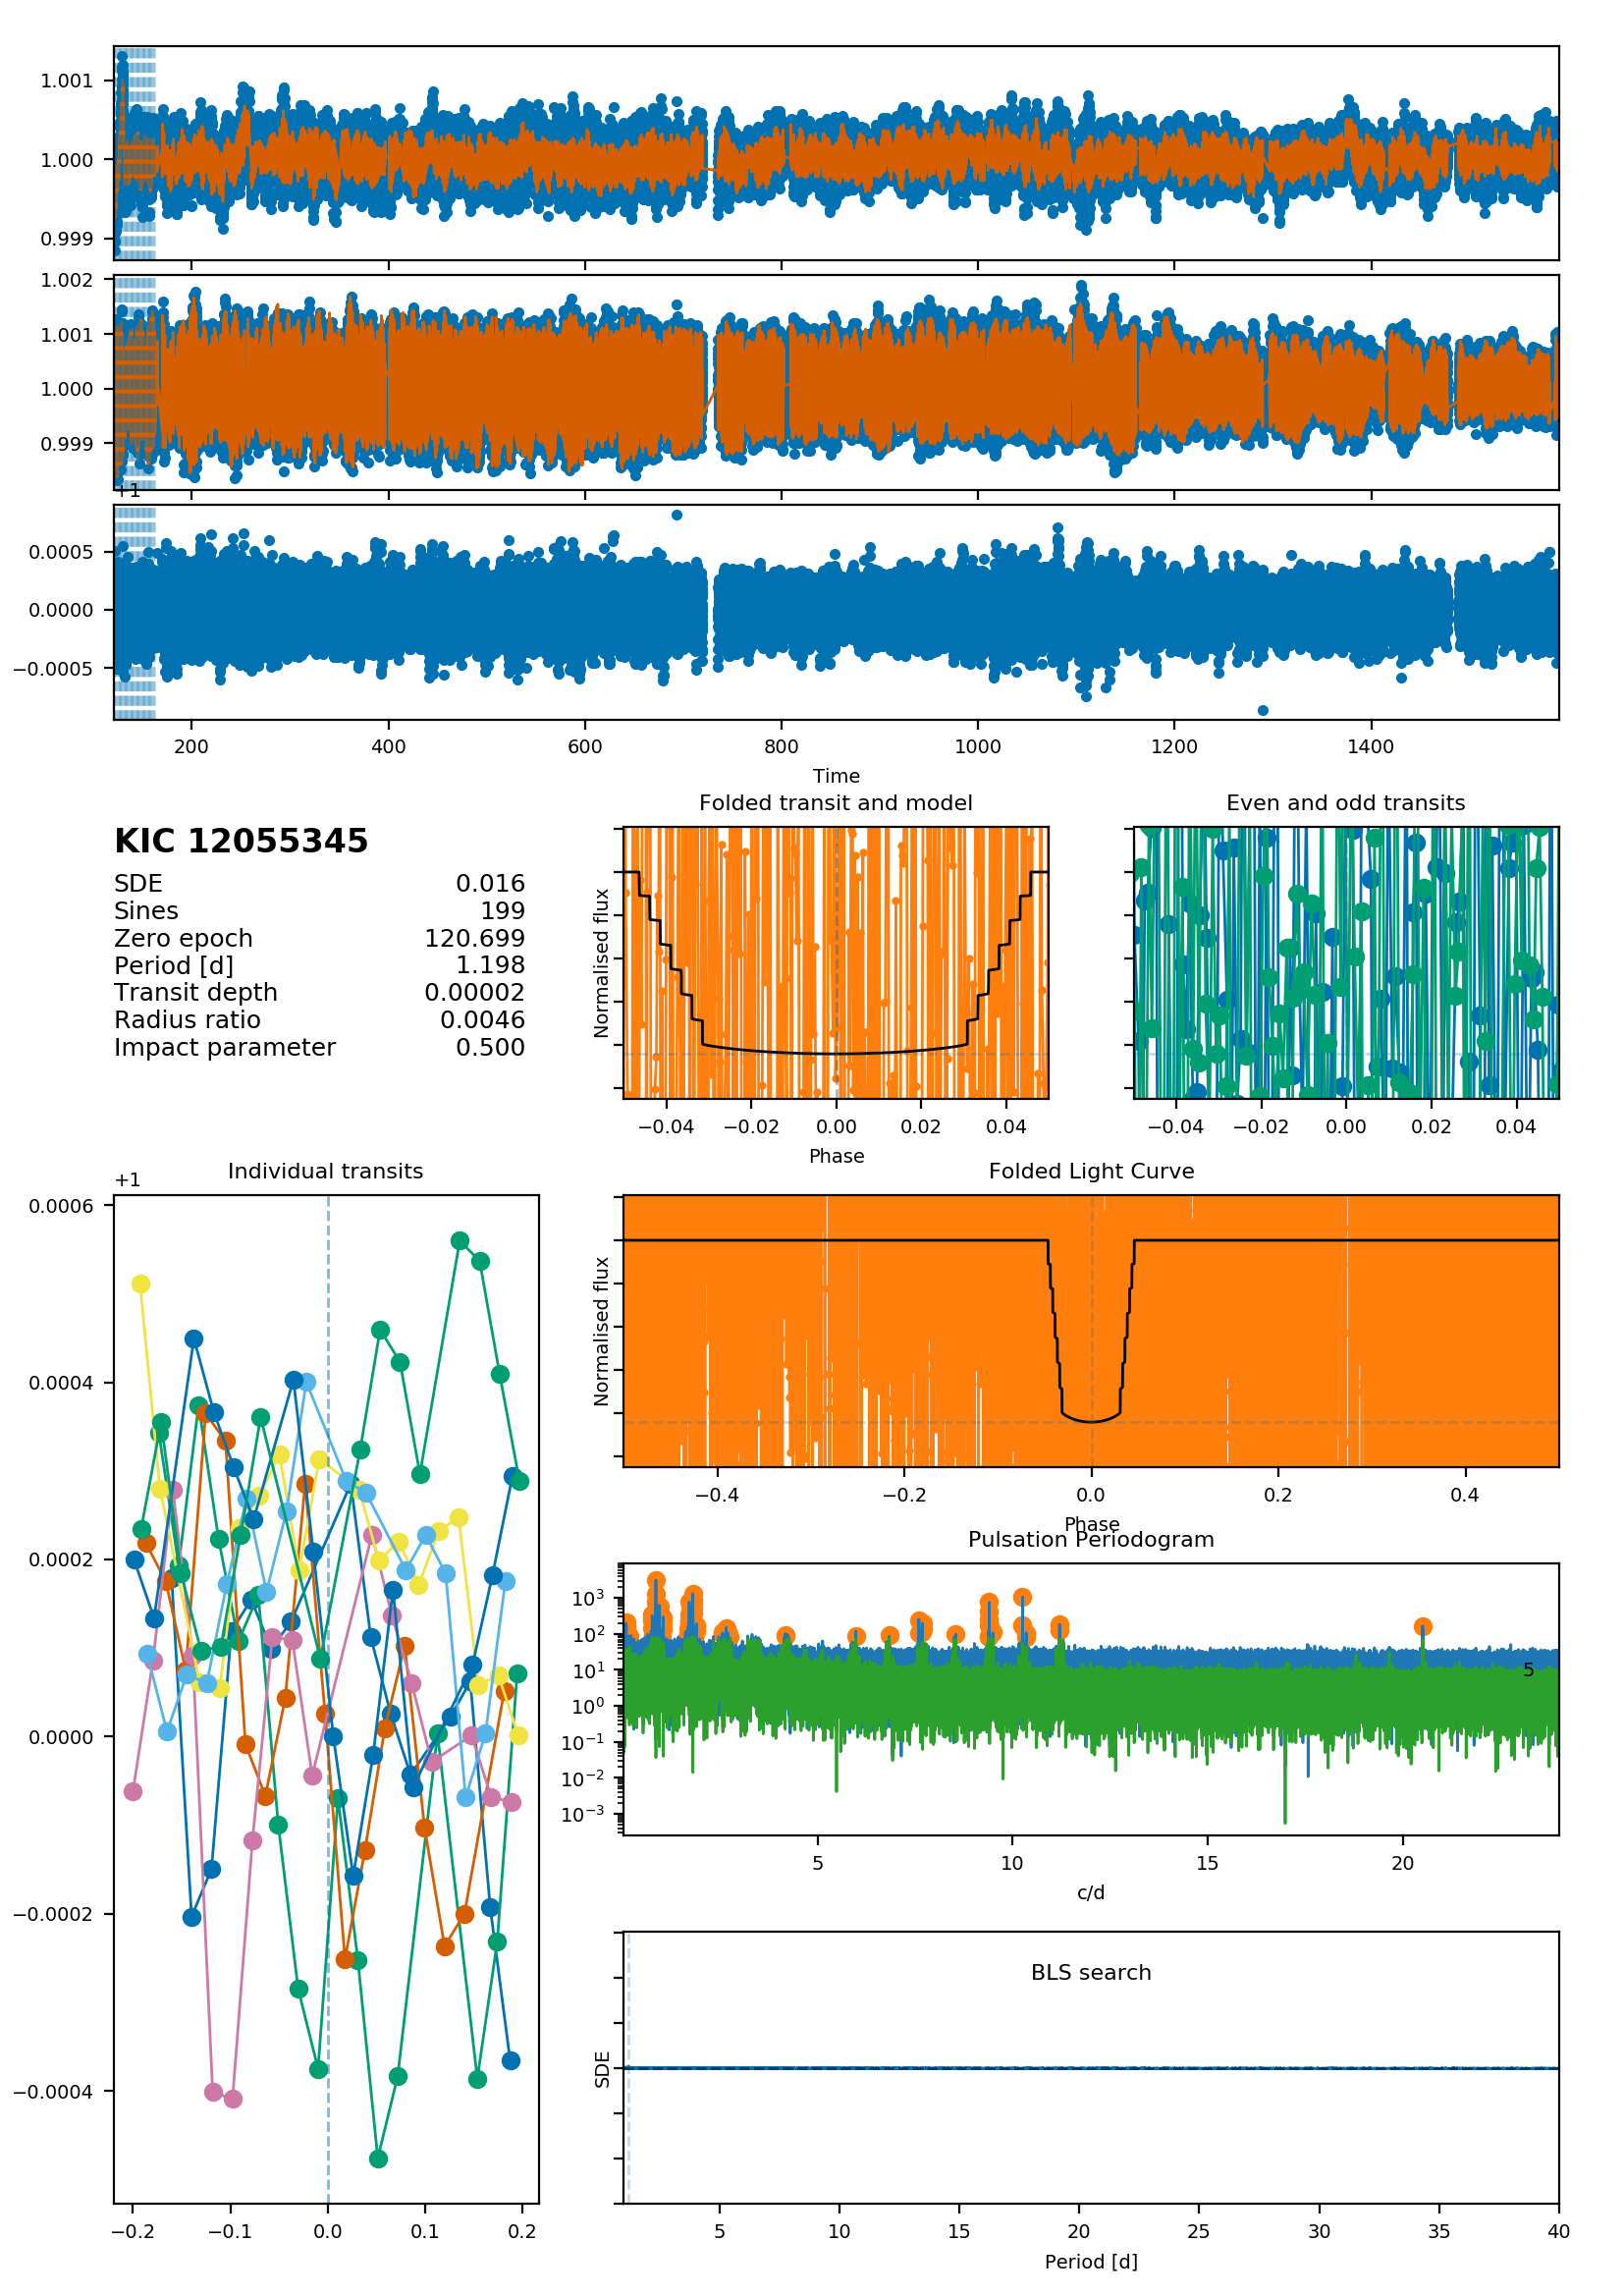 1.001
1.000
0.999
1.002
1.001
1.000
0.999
+1
0.0005
0.0000
−0.0005
200 400 600 800 1000 1200 1400
Time
KIC 12055345
SDE 0.016
Sines 199
Zero epoch 120.699
Period [d] 1.198
Transit depth 0.00002
Radius ratio 0.0046
Impact parameter 0.500
Folded transit and model
Normalised flux
−0.04 −0.02 0.00 0.02 0.04
Phase
Even and odd transits
−0.04 −0.02 0.00 0.02 0.04
Individual transits
+1
0.0006
0.0004
0.0002
0.0000
−0.0002
−0.0004
−0.2 −0.1 0.0 0.1 0.2
Folded Light Curve
Normalised flux
−0.4 −0.2 0.0 0.2 0.4
Phase
Pulsation Periodogram
10³
10²
10¹
10⁰
10⁻¹
10⁻²
10⁻³
5
5 10 15 20
c/d
BLS search
SDE
5 10 15 20 25 30 35 40
Period [d]